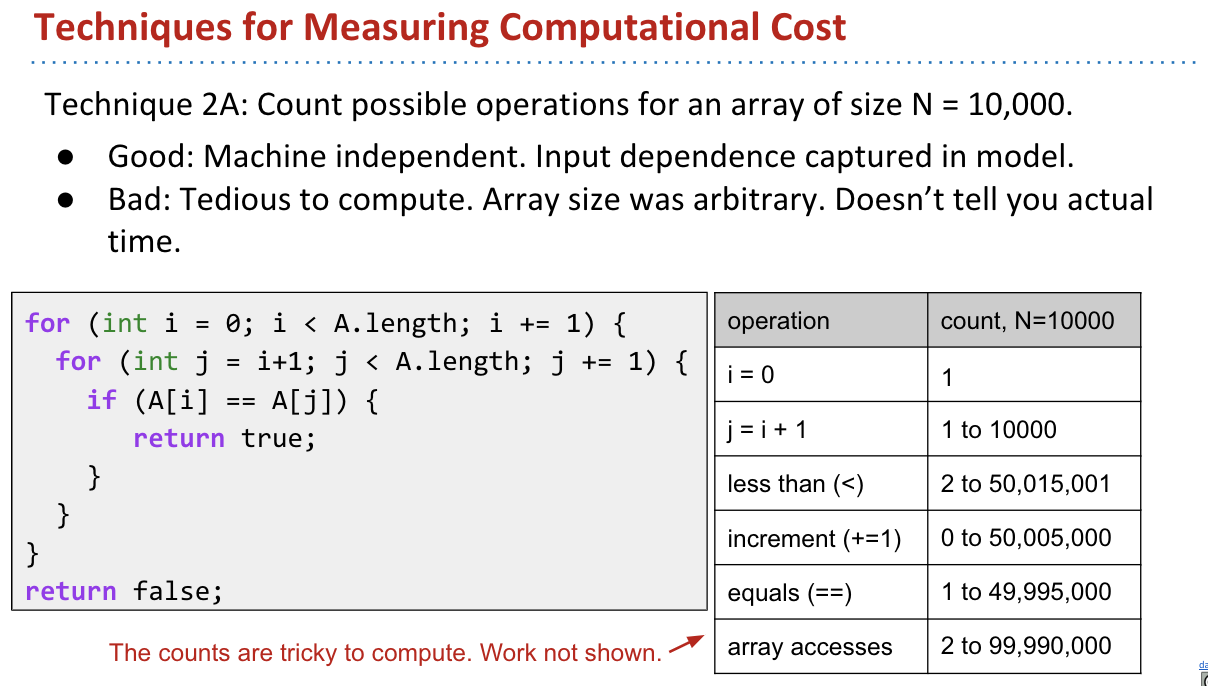 Techniques for Measuring Computational Cost
Technique 2A: Count possible operations for an array of size N = 10,000.
● Good: Machine independent. Input dependence captured in model.
● Bad: Tedious to compute. Array size was arbitrary. Doesn’t tell you actual
time.
for (int i = 0; i < A.length; i += 1) {
for (int j = i+1; j < A.length; j += 1) {
if (A[i] == A[j]) {
return true;
}
}
}
return false;
The counts are tricky to compute. Work not shown.
operation count, N=10000
i = 0 1
j = i + 1 1 to 10000
less than (<) 2 to 50,015,001
increment (+=1) 0 to 50,005,000
equals (==) 1 to 49,995,000
array accesses 2 to 99,990,000